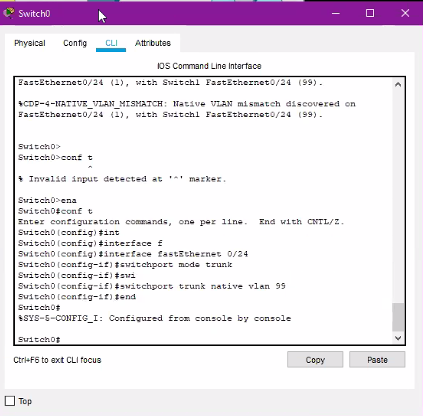 Switch0
Physical Config CLI Attributes
IOS Command Line Interface
FastEthernet0/24 (1), with Switch1 FastEthernet0/24 (99).
%CDP-4-NATIVE_VLAN_MISMATCH: Native VLAN mismatch discovered on
FastEthernet0/24 (1), with Switch1 FastEthernet0/24 (99).
Switch0>
Switch0>conf t
^
% Invalid input detected at '^' marker.
Switch0>ena
Switch0#conf t
Enter configuration commands, one per line. End with CNTL/Z.
Switch0(config)#int
Switch0(config)#interface f
Switch0(config)#interface fastEthernet 0/24
Switch0(config-if)#switchport mode trunk
Switch0(config-if)#swi
Switch0(config-if)#switchport trunk native vlan 99
Switch0(config-if)#end
Switch0#
%SYS-5-CONFIG_I: Configured from console by console
Switch0#
Ctrl+F6 to exit CLI focus Copy Paste
Top